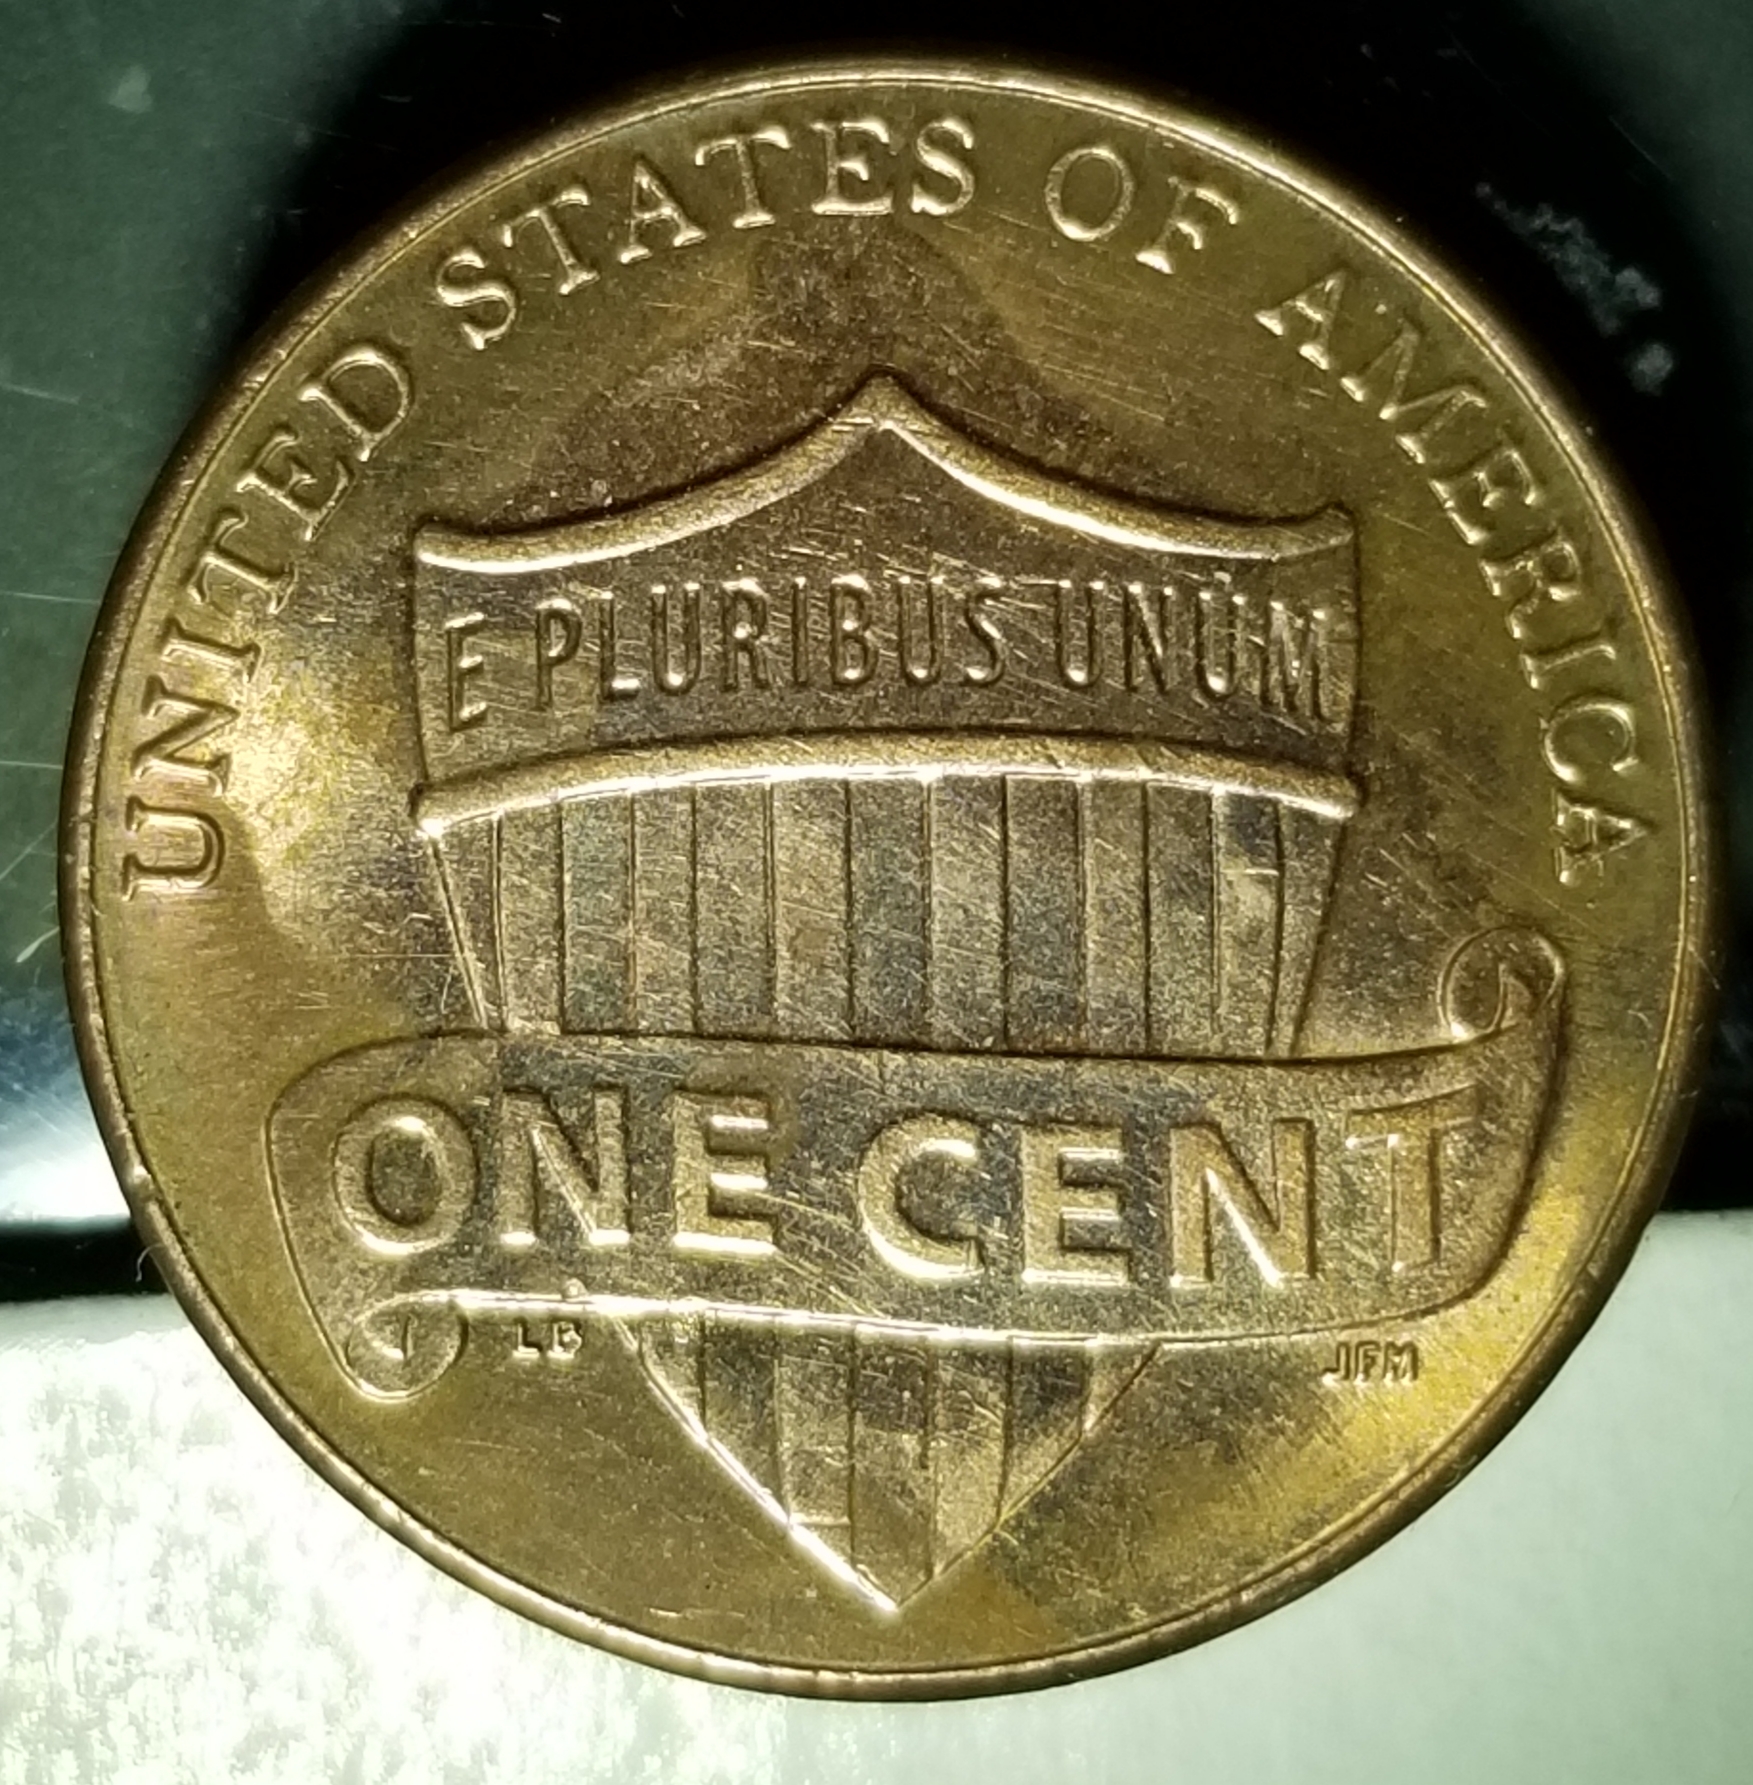 UNITED STATES OF AMERICA
E PLURIBUS UNUM
ONE CENT
LB JFM